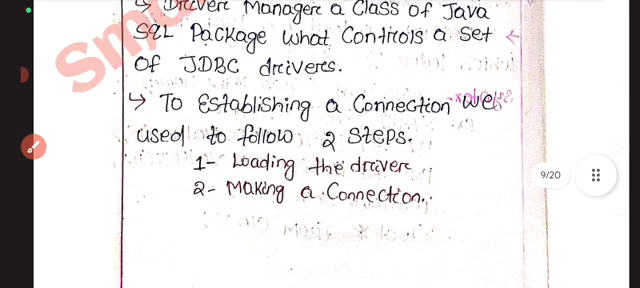 ↳ Driver Manager a Class of Java
SQL Package what Controls a set ←
of JDBC drivers.
↳ To Establishing a Connection we
used to follow 2 steps.
1- Loading the driver
2- Making a Connection.
9/20